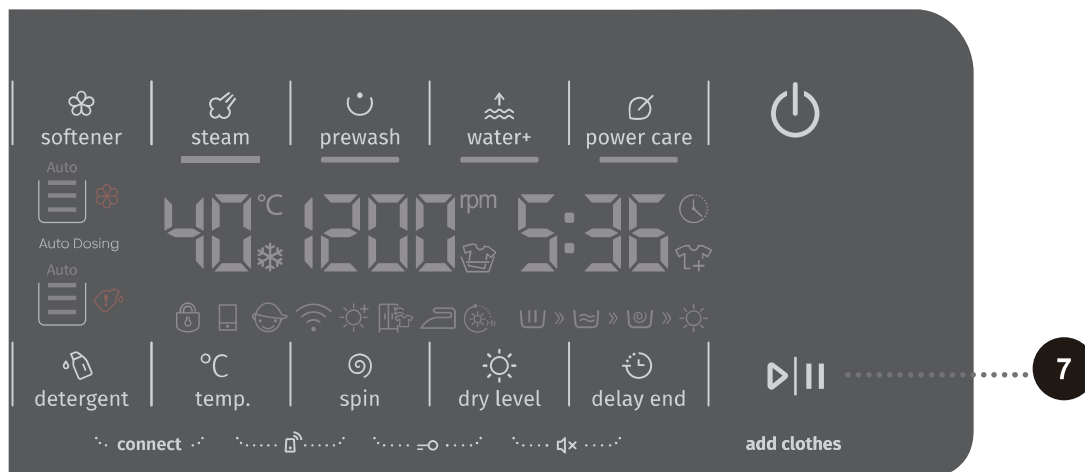 softener steam prewash water+ power care
Auto
40 °C 1200 rpm 5:36
Auto Dosing
Auto
Hr
detergent °C temp. spin dry level delay end
7
connect add clothes